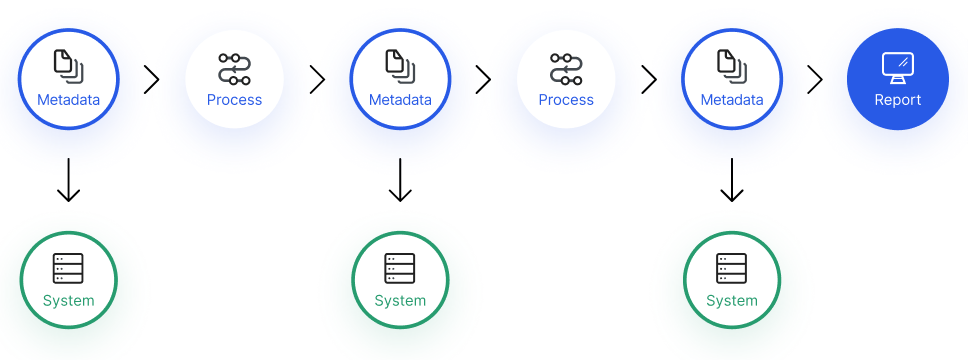 Metadata
Process
Metadata
Process
Metadata
Report
System
System
System